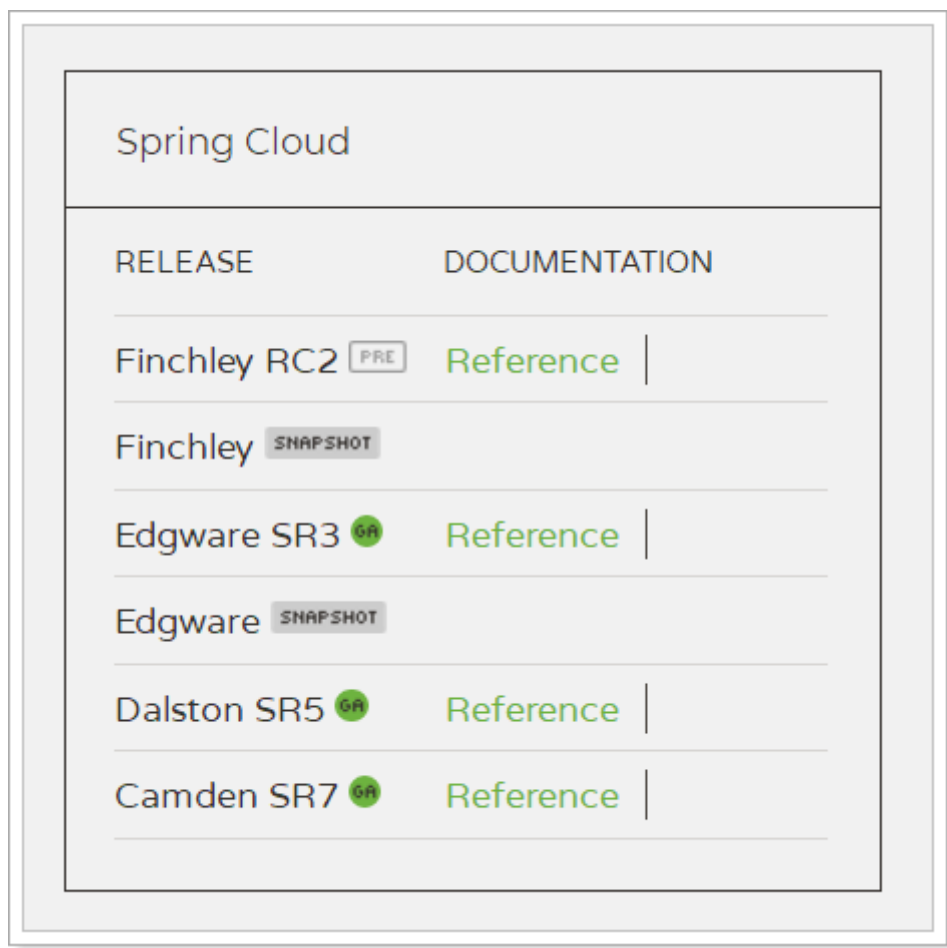 Spring Cloud
RELEASE DOCUMENTATION
Finchley RC2 PRE Reference
Finchley SNAPSHOT
Edgware SR3 GA Reference
Edgware SNAPSHOT
Dalston SR5 GA Reference
Camden SR7 GA Reference